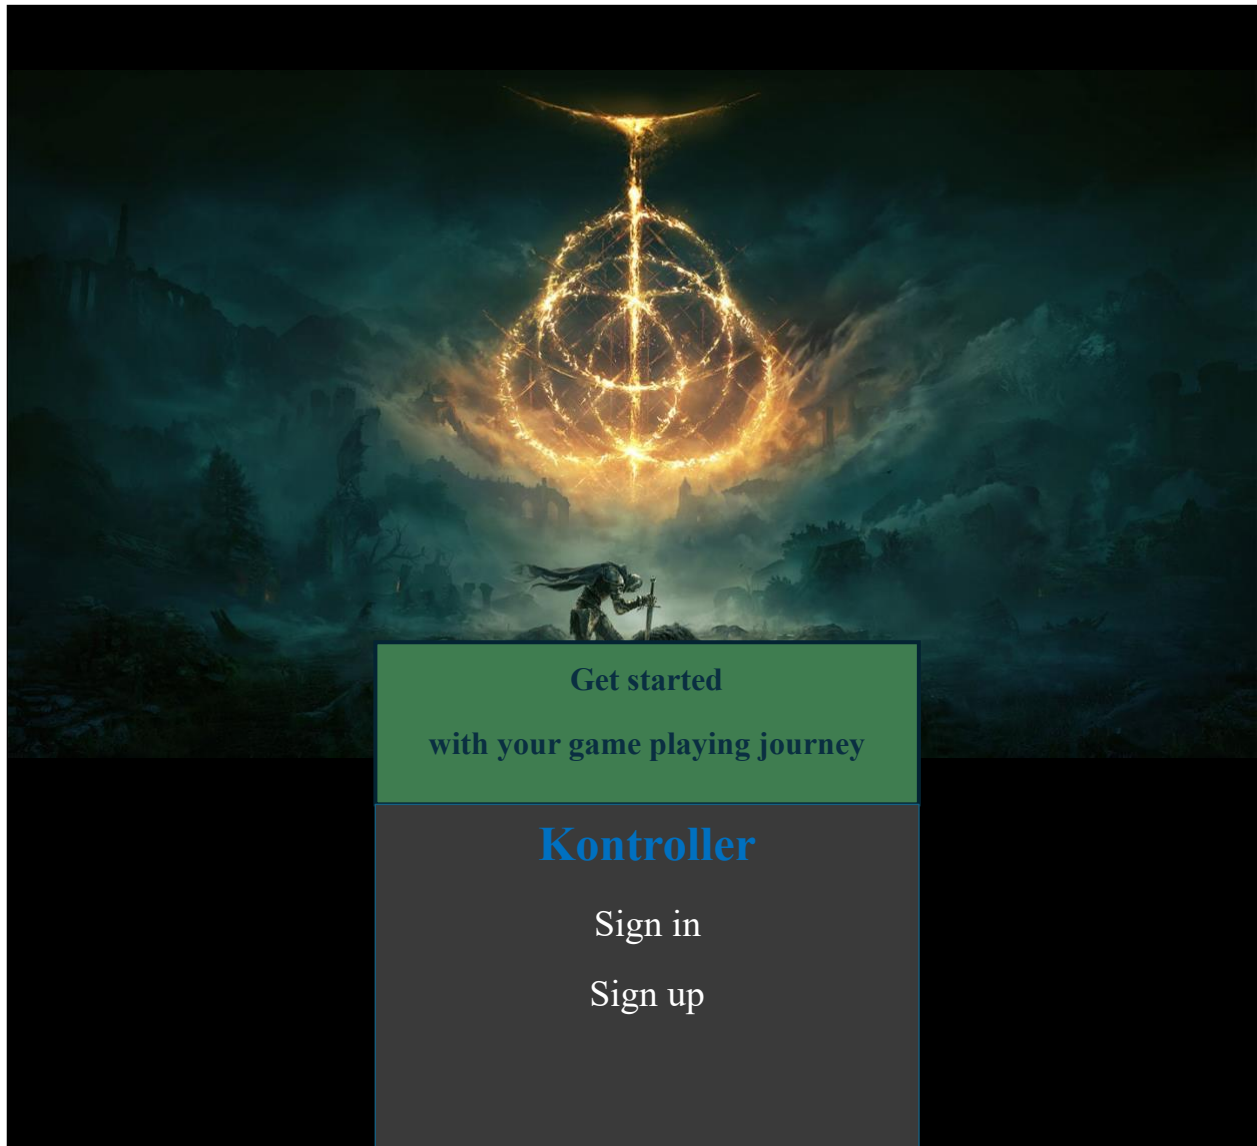 Get started
with your game playing journey
Kontroller
Sign in
Sign up